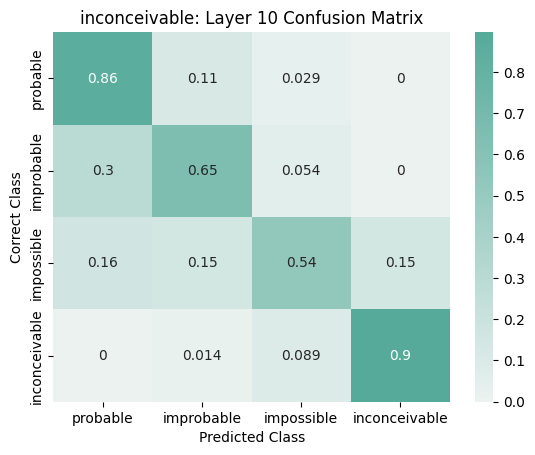 inconceivable: Layer 10 Confusion Matrix
Correct Class
probable
0.86 0.11 0.029 0
improbable
0.3 0.65 0.054 0
impossible
0.16 0.15 0.54 0.15
inconceivable
0 0.014 0.089 0.9
probable improbable impossible inconceivable
Predicted Class
0.8
0.7
0.6
0.5
0.4
0.3
0.2
0.1
0.0